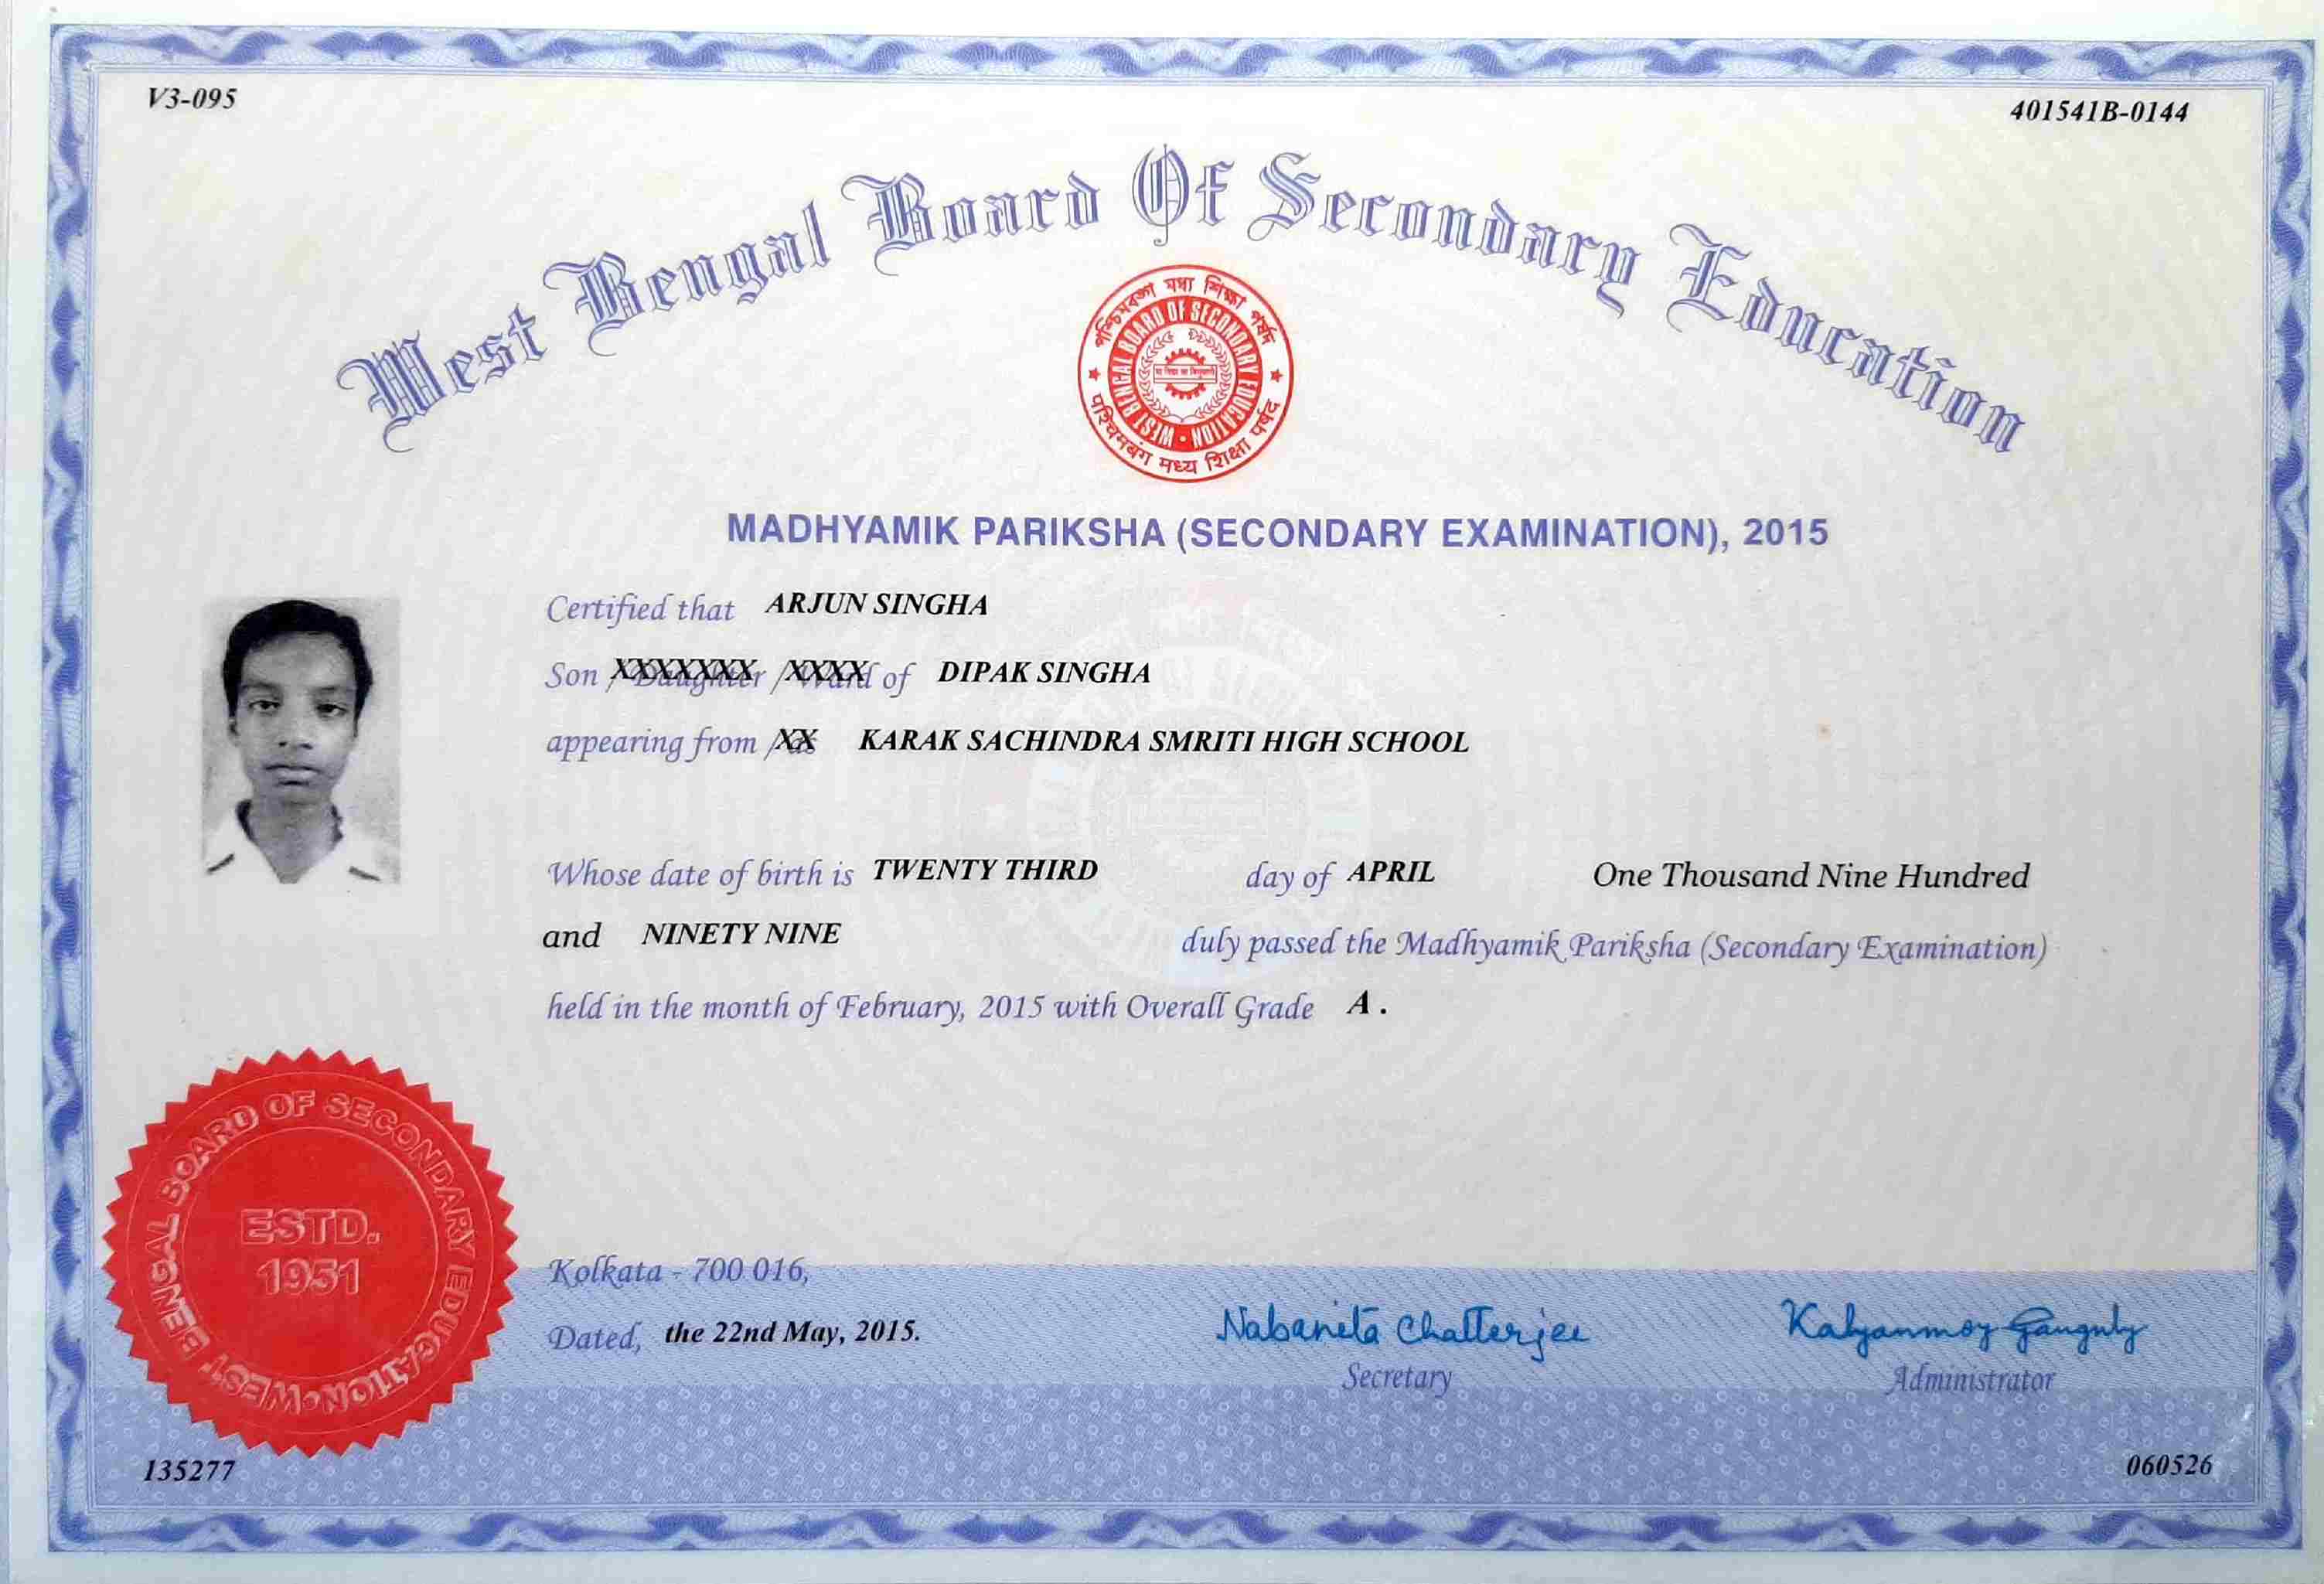 V3-095
401541B-0144
West Bengal Board Of Secondary Education
পশ্চিমবঙ্গ মধ্য শিক্ষা পর্ষদ
WEST BENGAL BOARD OF SECONDARY EDUCATION
पश्चिमबंग मध्य शिक्षा पर्षद
MADHYAMIK PARIKSHA (SECONDARY EXAMINATION), 2015
Certified that ARJUN SINGHA
Son / Daughter / Ward of DIPAK SINGHA
appearing from / as KARAK SACHINDRA SMRITI HIGH SCHOOL
Whose date of birth is TWENTY THIRD day of APRIL One Thousand Nine Hundred
and NINETY NINE duly passed the Madhyamik Pariksha (Secondary Examination)
held in the month of February, 2015 with Overall Grade A .
WEST BENGAL BOARD OF SECONDARY EDUCATION
ESTD.
1951
Kolkata - 700 016,
Dated, the 22nd May, 2015.
Nabanita Chatterjee
Secretary
Kalyanmoy Ganguly
Administrator
135277
060526